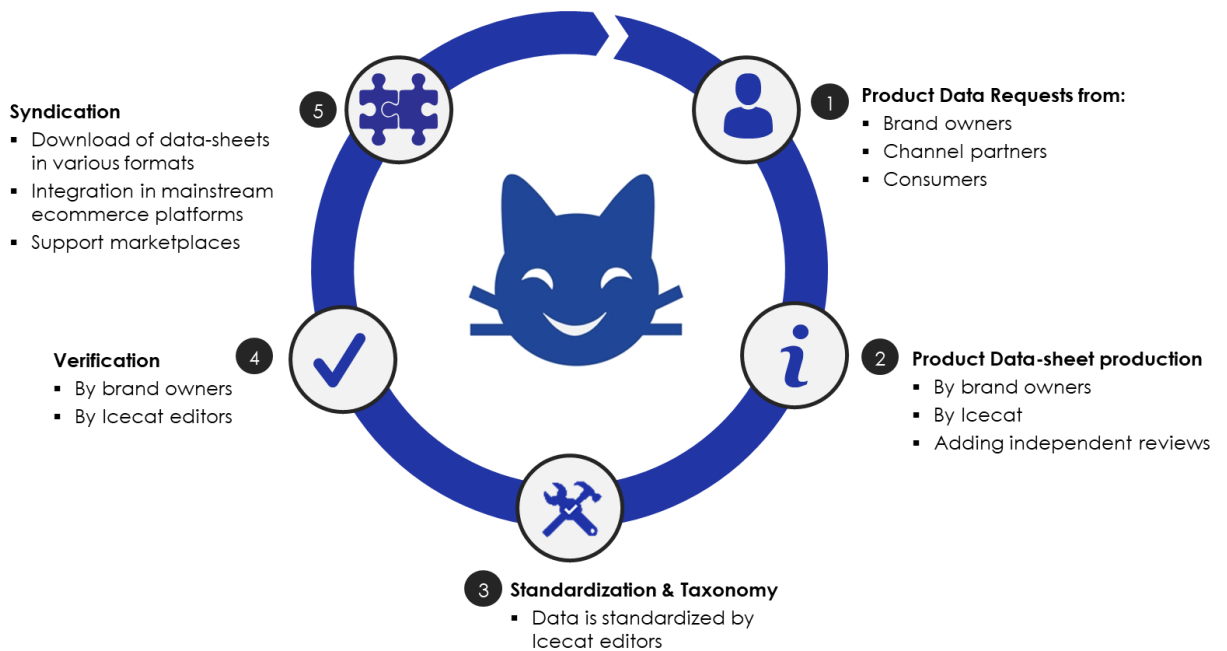 1
Product Data Requests from:
▪ Brand owners
▪ Channel partners
▪ Consumers
2
Product Data-sheet production
▪ By brand owners
▪ By Icecat
▪ Adding independent reviews
3
Standardization & Taxonomy
▪ Data is standardized by
Icecat editors
4
Verification
▪ By brand owners
▪ By Icecat editors
5
Syndication
▪ Download of data-sheets
in various formats
▪ Integration in mainstream
ecommerce platforms
▪ Support marketplaces